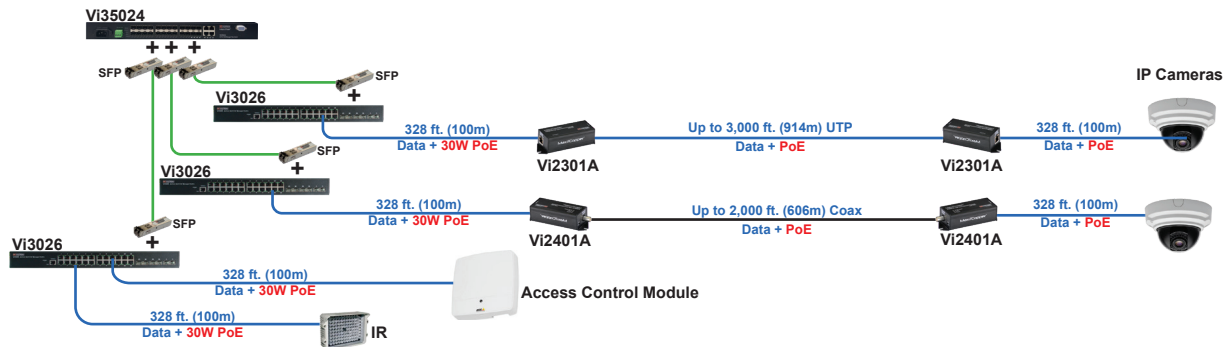 Vi35024
+ + +
SFP
SFP
+
IP Cameras
Vi3026
328 ft. (100m)
Data + 30W PoE
Vi2301A
Up to 3,000 ft. (914m) UTP
Data + PoE
Vi2301A
328 ft. (100m)
Data + PoE
SFP
+
Vi3026
328 ft. (100m)
Data + 30W PoE
Vi2401A
Up to 2,000 ft. (606m) Coax
Data + PoE
Vi2401A
328 ft. (100m)
Data + PoE
SFP
+
Vi3026
328 ft. (100m)
Data + 30W PoE
Access Control Module
328 ft. (100m)
Data + 30W PoE
IR